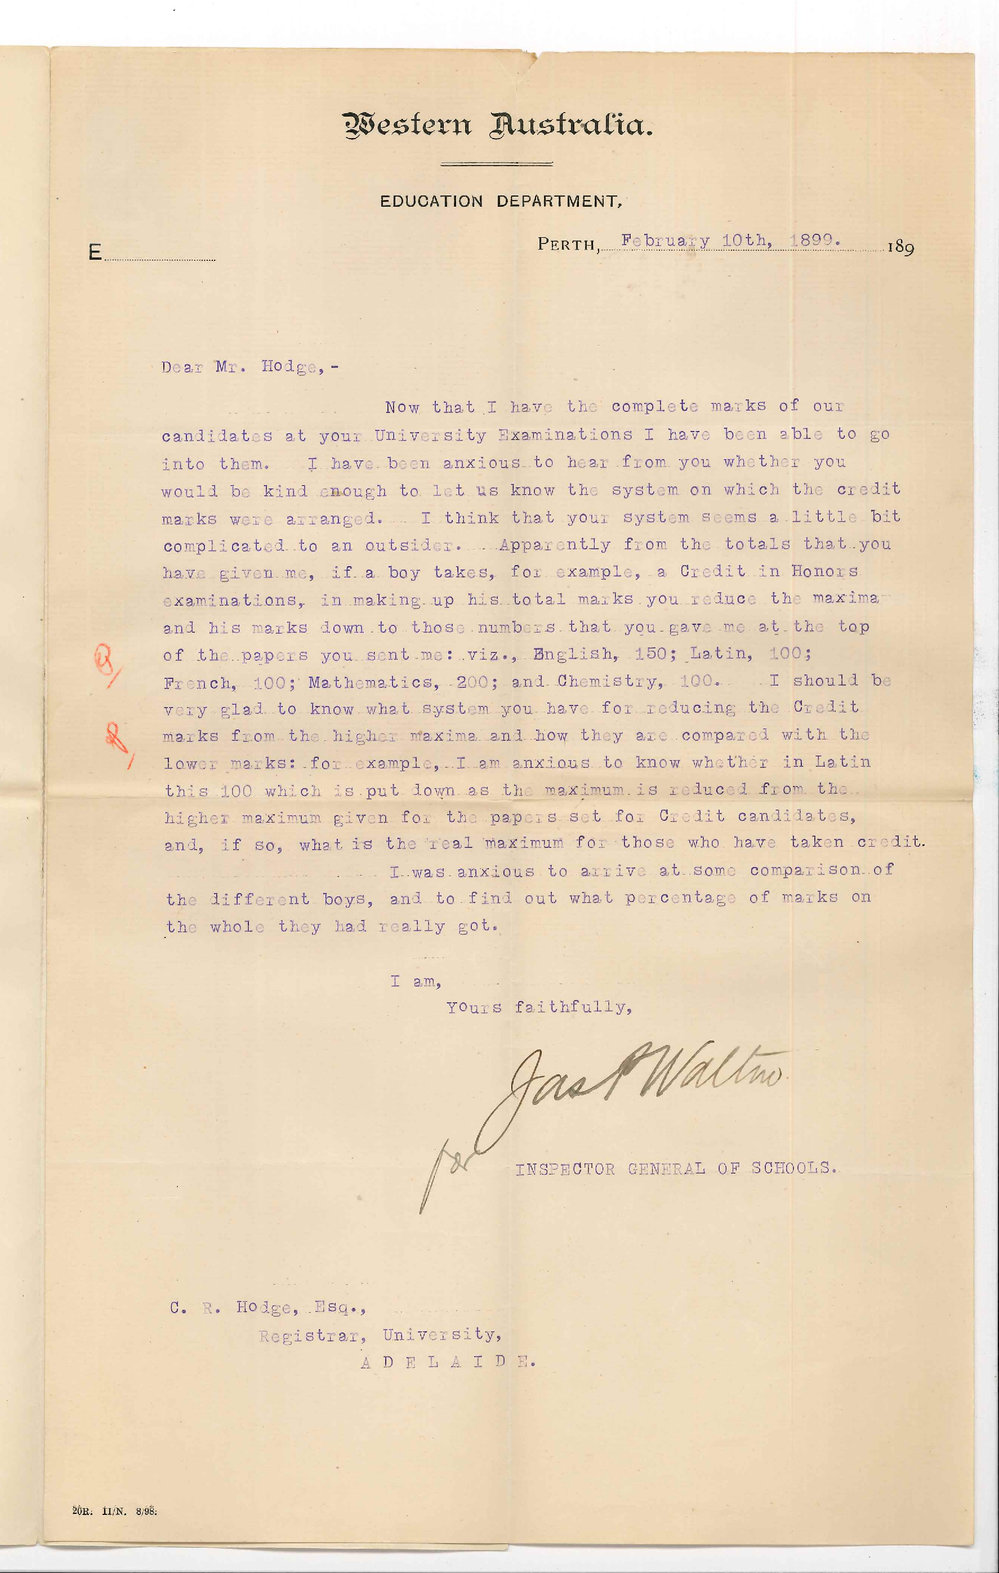 Western Australia.
EDUCATION DEPARTMENT,
E
PERTH, February 10th, 1899. 189
Dear Mr. Hodge,-
Now that I have the complete marks of our
candidates at your University Examinations I have been able to go
into them. I have been anxious to hear from you whether you
would be kind enough to let us know the system on which the credit
marks were arranged. I think that your system seems a little bit
complicated to an outsider. Apparently from the totals that you
have given me, if a boy takes, for example, a Credit in Honors
examinations, in making up his total marks you reduce the maxima
and his marks down to those numbers that you gave me at the top
of the papers you sent me: viz., English, 150; Latin, 100;
French, 100; Mathematics, 200; and Chemistry, 100. I should be
very glad to know what system you have for reducing the Credit
marks from the higher maxima and how they are compared with the
lower marks: for example, I am anxious to know whether in Latin
this 100 which is put down as the maximum is reduced from the
higher maximum given for the papers set for Credit candidates,
and, if so, what is the real maximum for those who have taken credit.
I was anxious to arrive at some comparison of
the different boys, and to find out what percentage of marks on
the whole they had really got.
I am,
Yours faithfully,
Jas P Walton
for INSPECTOR GENERAL OF SCHOOLS.
C. R. Hodge, Esq.,
Registrar, University,
ADELAIDE.
20R. 11/N. 8/98.